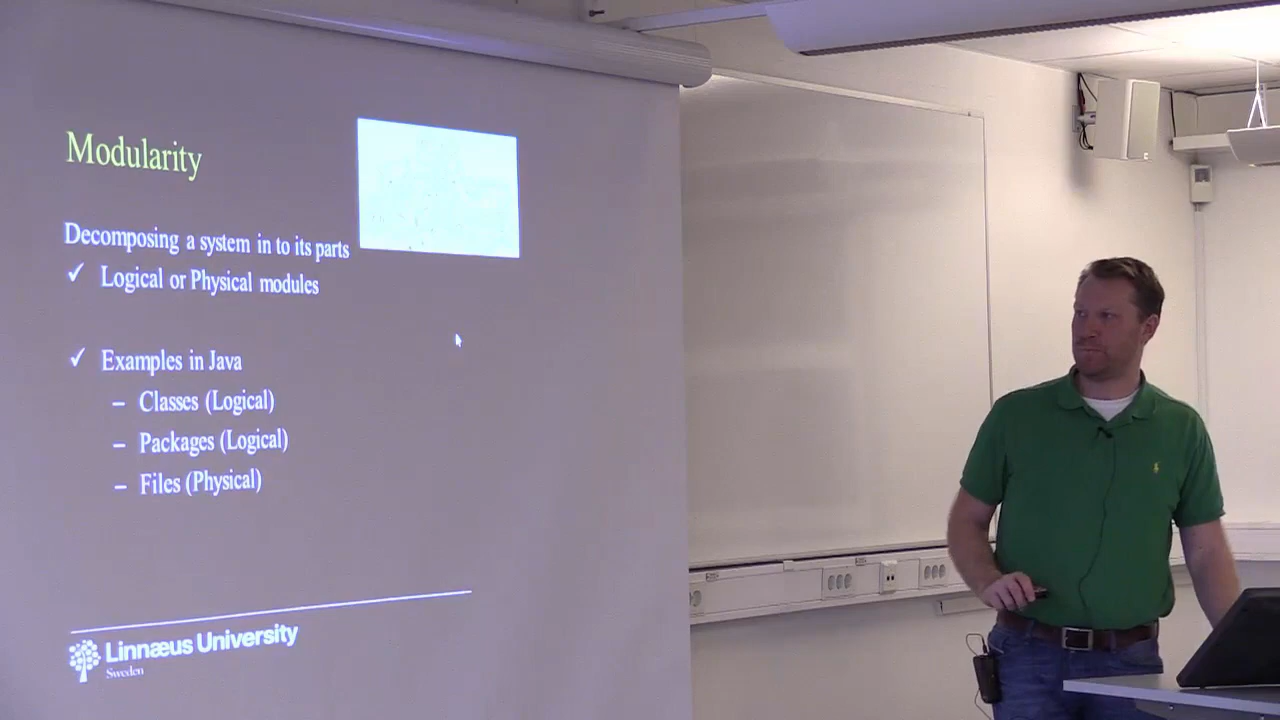 Modularity
Decomposing a system in to its parts
✓ Logical or Physical modules
✓ Examples in Java
– Classes (Logical)
– Packages (Logical)
– Files (Physical)
Linnæus University
Sweden